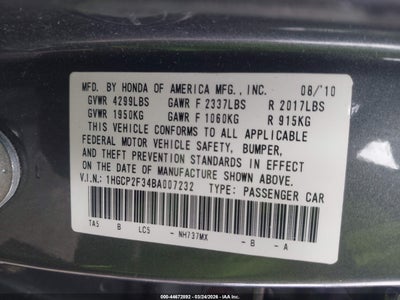 MFD. BY HONDA OF AMERICA MFG., INC. 08/'10
GVWR 4299LBS GAWR F 2337LBS R 2017LBS
GVWR 1950KG GAWR F 1060KG R 915KG
THIS VEHICLE CONFORMS TO ALL APPLICABLE
FEDERAL MOTOR VEHICLE SAFETY, BUMPER,
AND THEFT PREVENTION STANDARDS IN EFFECT
ON THE DATE OF MANUFACTURE SHOWN ABOVE.
V.I.N.: 1HGCP2F34BA007232 TYPE: PASSENGER CAR
TA5 B LC5 - NH737MX - B - A
00-44672092 - 03/24/2026 - © IAA, Inc.